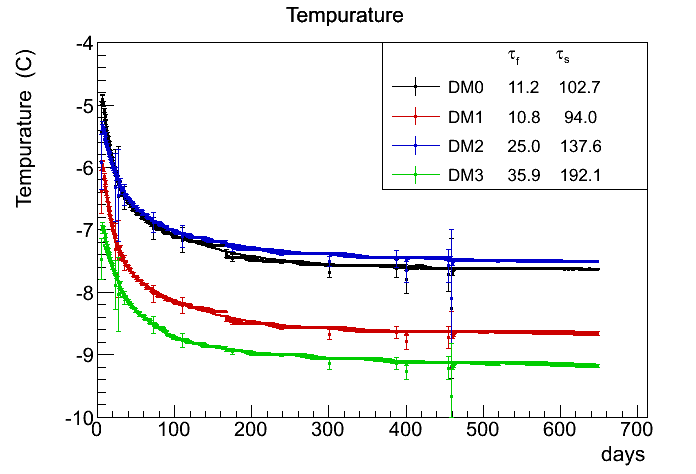 Tempurature
Tempurature (C)
-4
-5
-6
-7
-8
-9
-10
0 100 200 300 400 500 600 700
days
τf τs
DM0 11.2 102.7
DM1 10.8 94.0
DM2 25.0 137.6
DM3 35.9 192.1